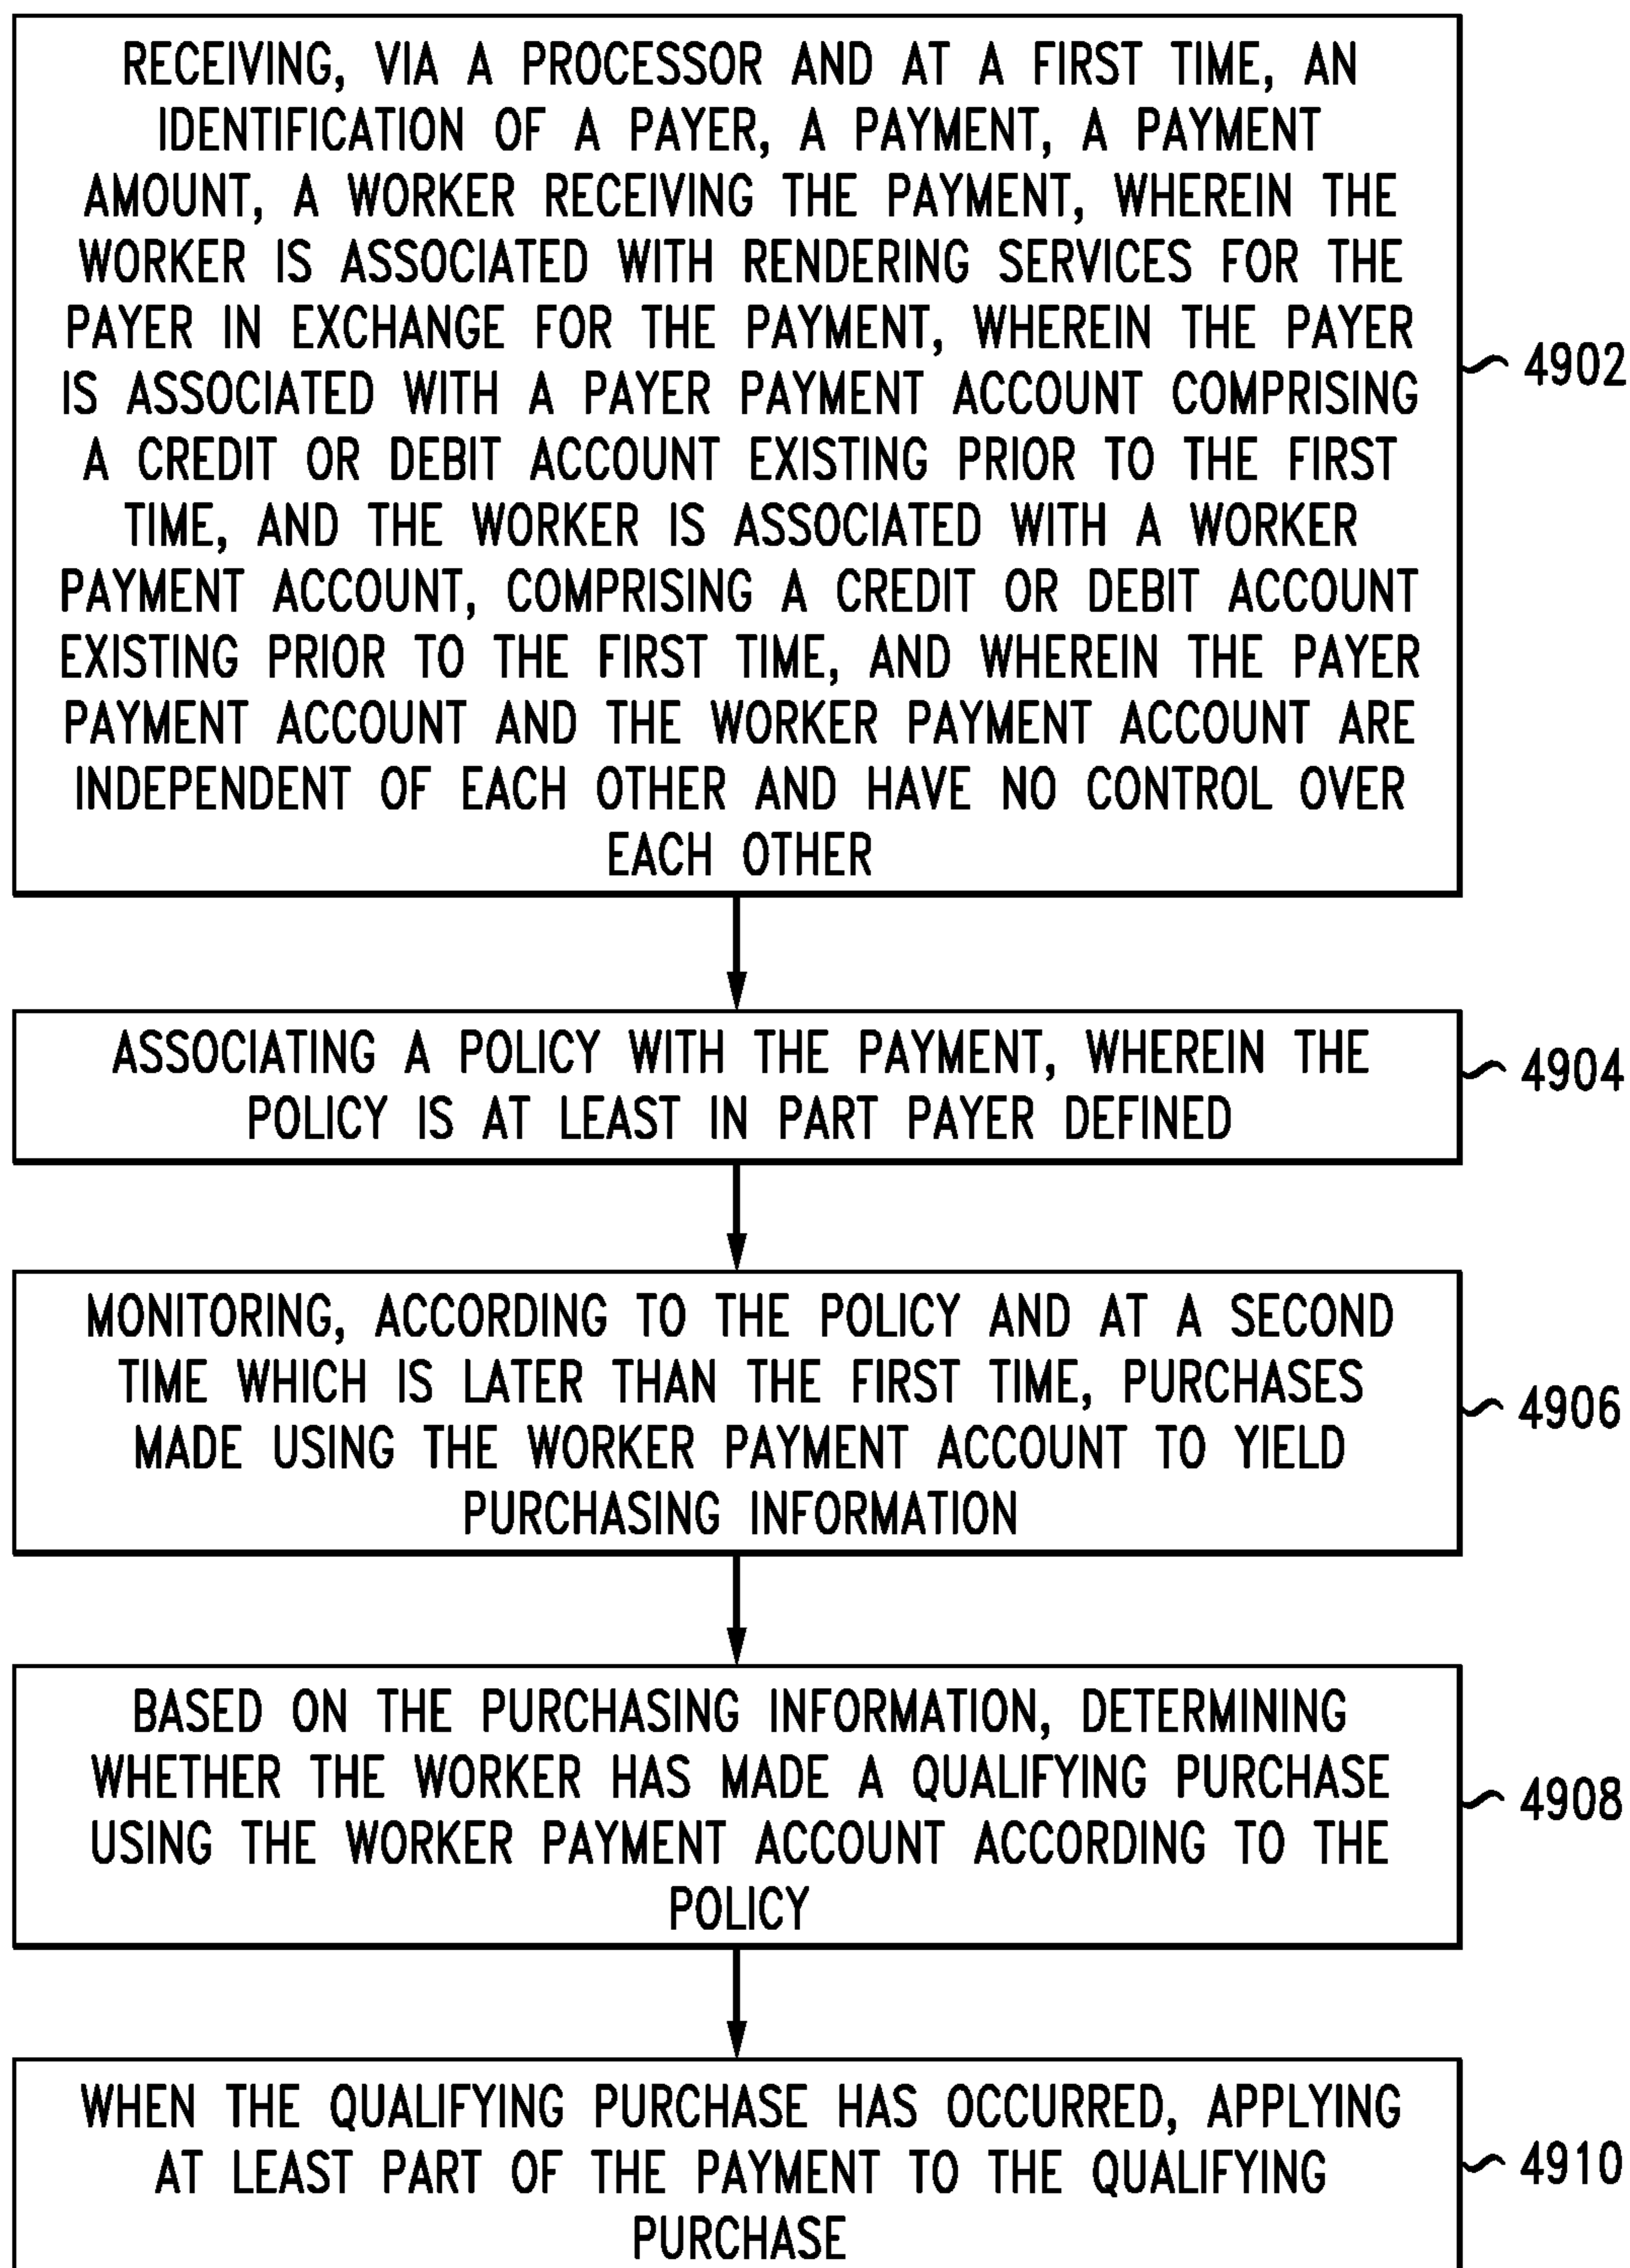 RECEIVING, VIA A PROCESSOR AND AT A FIRST TIME, AN
IDENTIFICATION OF A PAYER, A PAYMENT, A PAYMENT
AMOUNT, A WORKER RECEIVING THE PAYMENT, WHEREIN THE
WORKER IS ASSOCIATED WITH RENDERING SERVICES FOR THE
PAYER IN EXCHANGE FOR THE PAYMENT, WHEREIN THE PAYER
IS ASSOCIATED WITH A PAYER PAYMENT ACCOUNT COMPRISING
A CREDIT OR DEBIT ACCOUNT EXISTING PRIOR TO THE FIRST
TIME, AND THE WORKER IS ASSOCIATED WITH A WORKER
PAYMENT ACCOUNT, COMPRISING A CREDIT OR DEBIT ACCOUNT
EXISTING PRIOR TO THE FIRST TIME, AND WHEREIN THE PAYER
PAYMENT ACCOUNT AND THE WORKER PAYMENT ACCOUNT ARE
INDEPENDENT OF EACH OTHER AND HAVE NO CONTROL OVER
EACH OTHER
4902
ASSOCIATING A POLICY WITH THE PAYMENT, WHEREIN THE
POLICY IS AT LEAST IN PART PAYER DEFINED
4904
MONITORING, ACCORDING TO THE POLICY AND AT A SECOND
TIME WHICH IS LATER THAN THE FIRST TIME, PURCHASES
MADE USING THE WORKER PAYMENT ACCOUNT TO YIELD
PURCHASING INFORMATION
4906
BASED ON THE PURCHASING INFORMATION, DETERMINING
WHETHER THE WORKER HAS MADE A QUALIFYING PURCHASE
USING THE WORKER PAYMENT ACCOUNT ACCORDING TO THE
POLICY
4908
WHEN THE QUALIFYING PURCHASE HAS OCCURRED, APPLYING
AT LEAST PART OF THE PAYMENT TO THE QUALIFYING
PURCHASE
4910